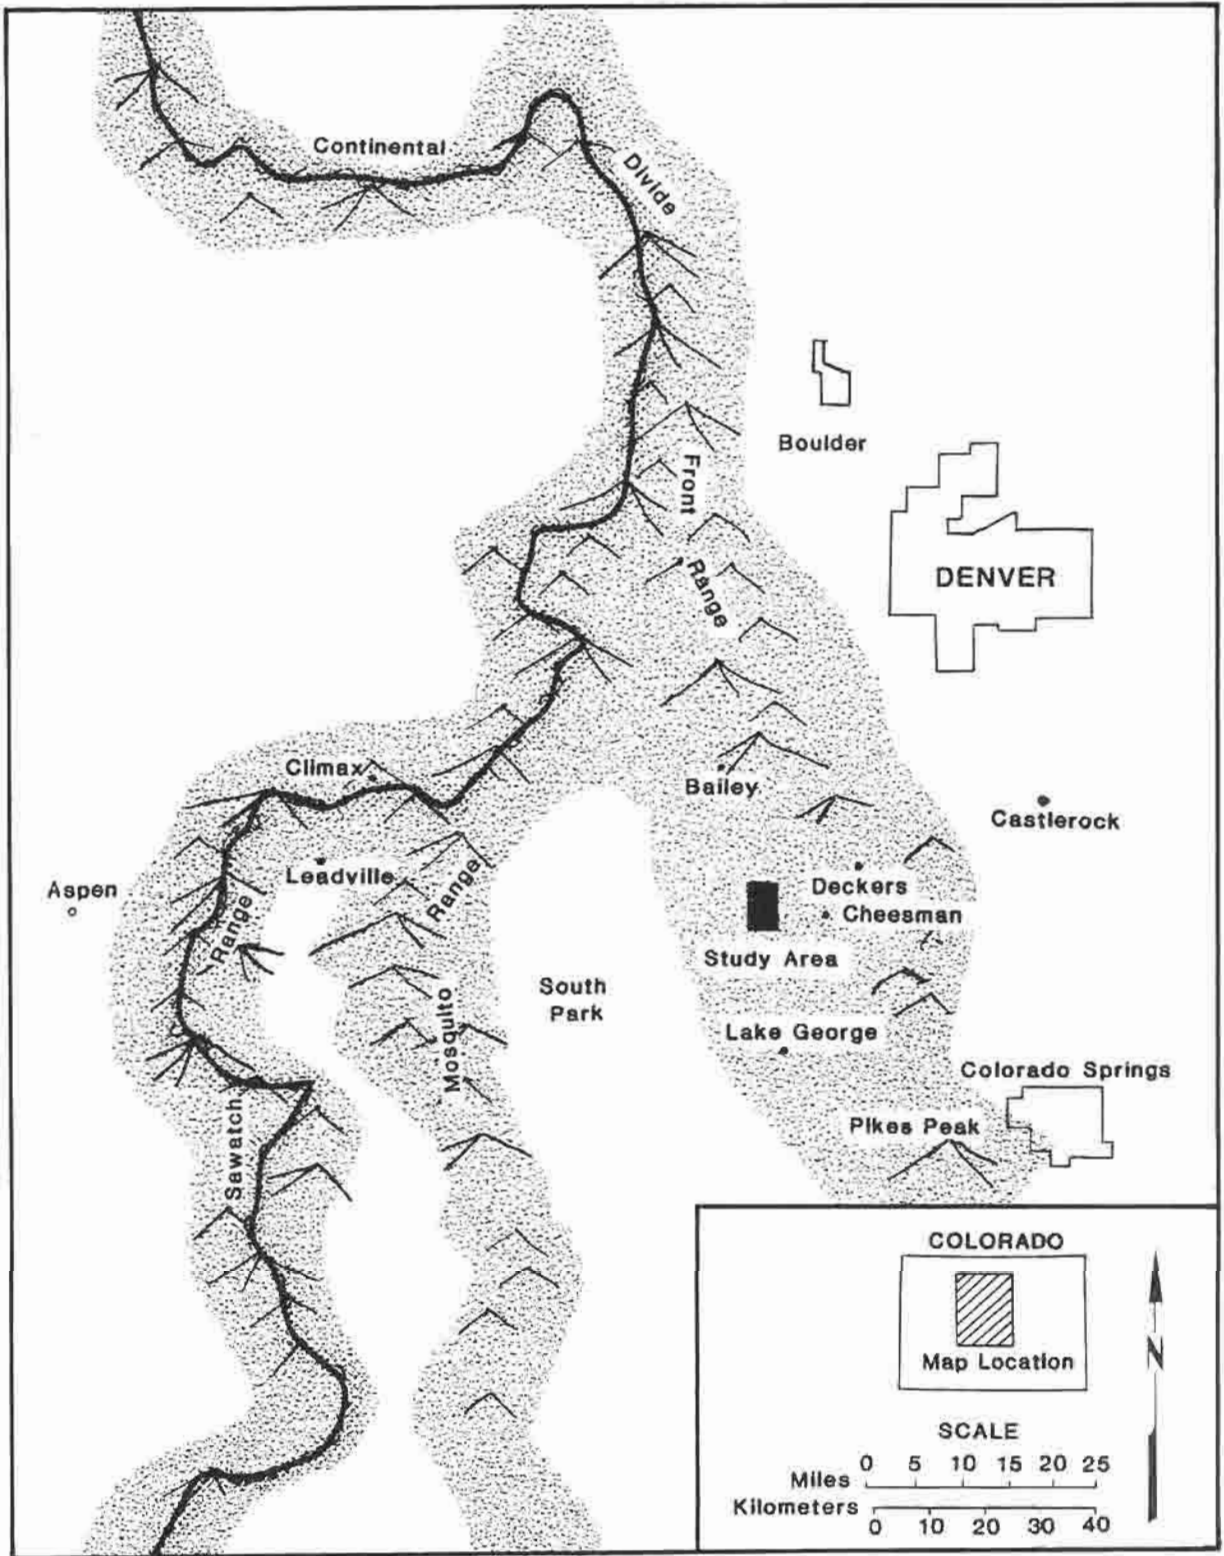 Continental
Divide
Boulder
Front
Range
DENVER
Climax
Bailey
Castlerock
Leadville
Range
Aspen
Deckers
Cheesman
Range
Study Area
South
Park
Mosquito
Lake George
Colorado Springs
Pikes Peak
Sawatch
COLORADO
Map Location
N
SCALE
0 5 10 15 20 25
Miles
Kilometers
0 10 20 30 40